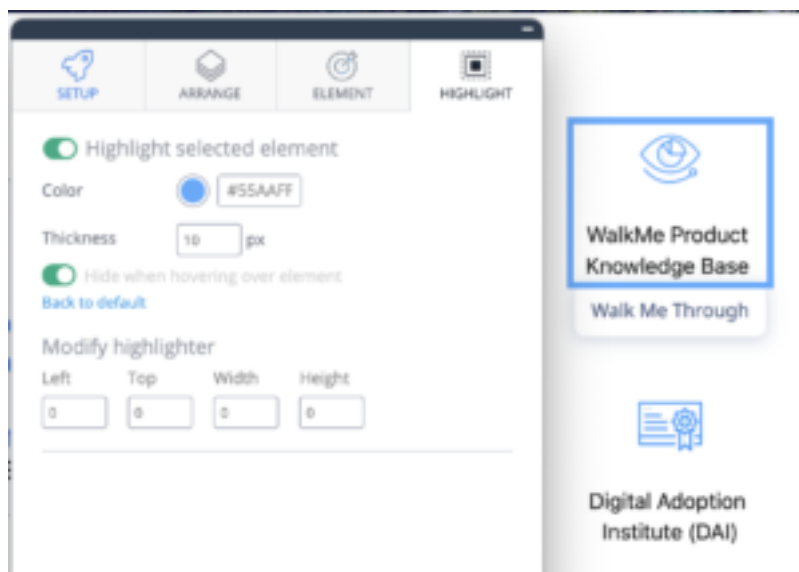 SETUP
ARRANGE
ELEMENT
HIGHLIGHT
Highlight selected element
Color #55AAFF
Thickness 10 px
Hide when hovering over element
Back to default
Modify highlighter
Left Top Width Height
0 0 0 0
WalkMe Product
Knowledge Base
Walk Me Through
Digital Adoption
Institute (DAI)